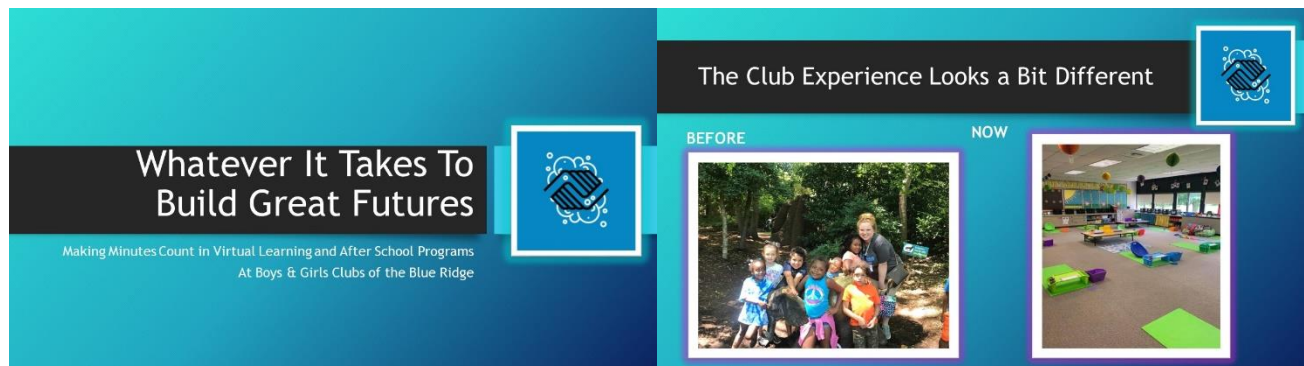 Whatever It Takes To
Build Great Futures
Making Minutes Count in Virtual Learning and After School Programs
At Boys & Girls Clubs of the Blue Ridge
The Club Experience Looks a Bit Different
BEFORE
NOW